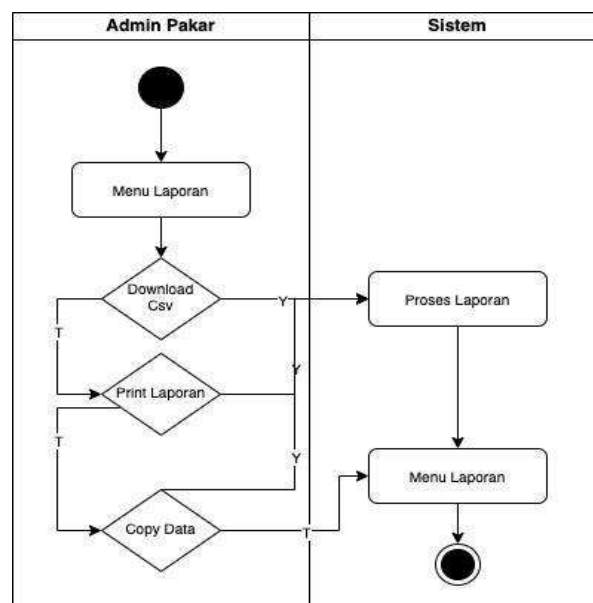 Admin Pakar
Sistem
Menu Laporan
Download
Csv
Y
Proses Laporan
T
Print Laporan
Y
T
Y
Menu Laporan
Copy Data
T